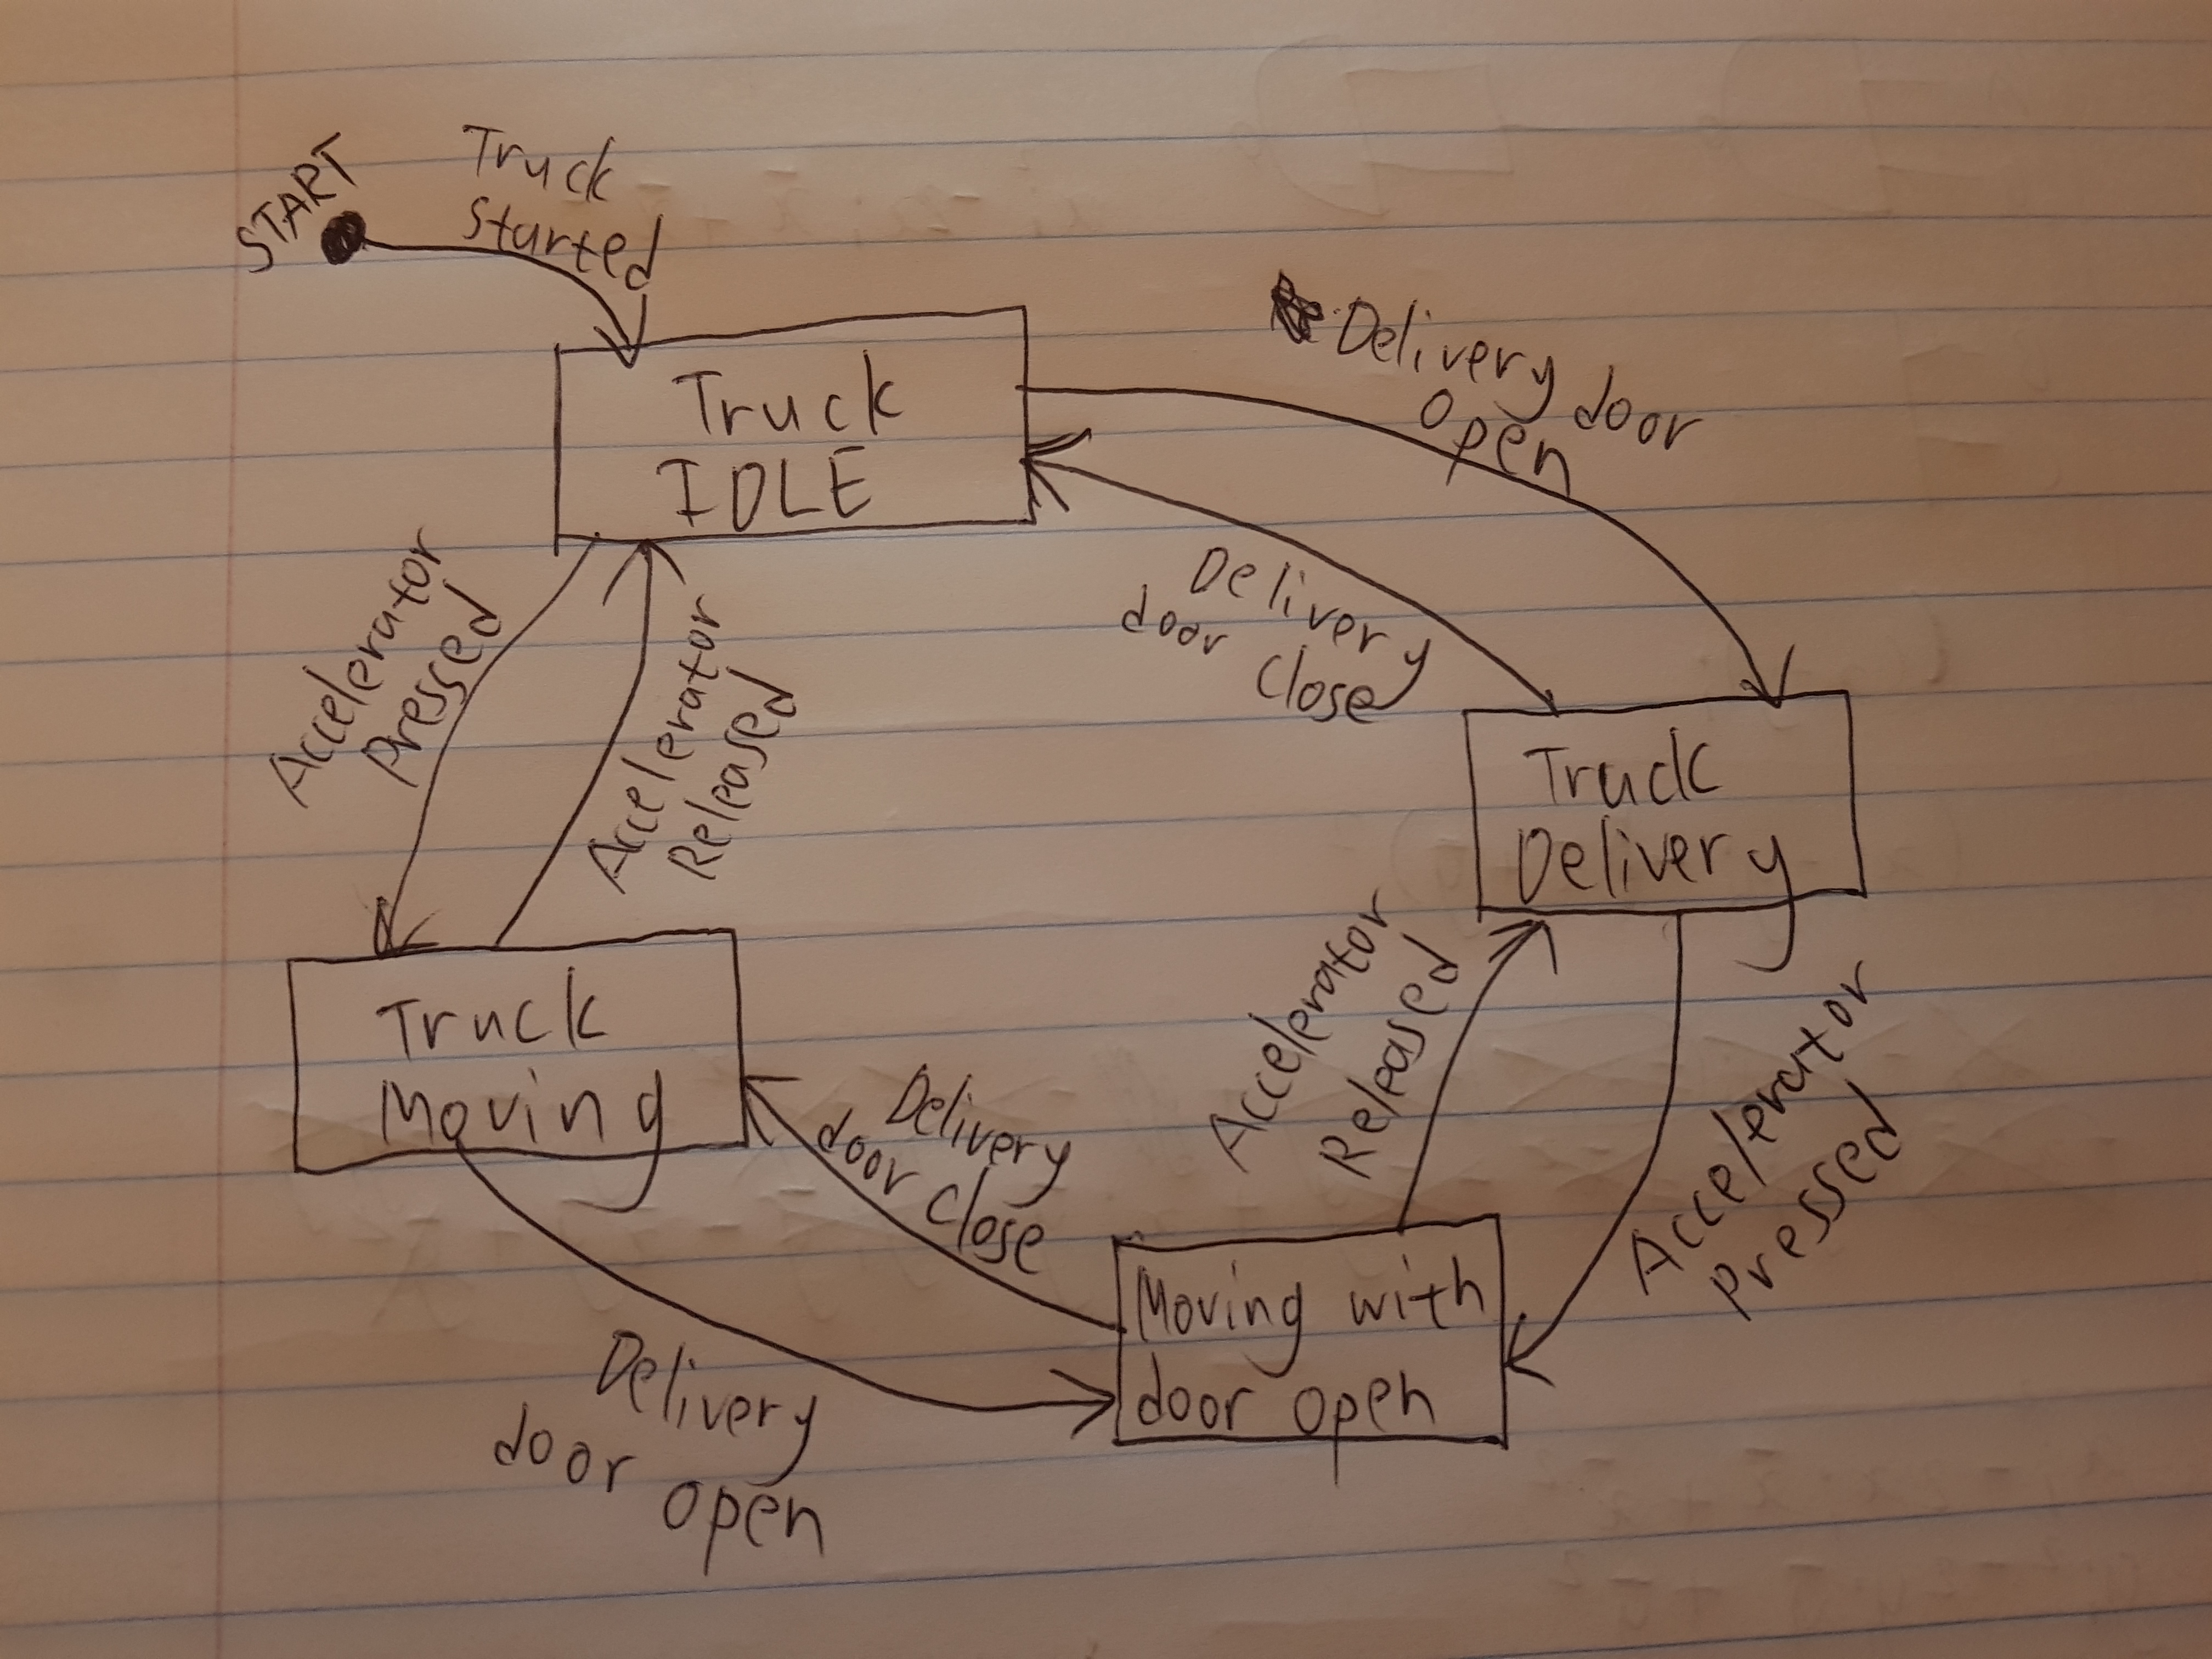 START
Truck
Started
Truck
IDLE
Delivery door
open
Accelerator
Pressed
Accelerator
Released
Delivery
door closey
Truck
Moving
Truck
Delivery
Delivery
door close
Accelerator
Released
Delivery
door
open
Moving with
door open
Accelerator
pressed